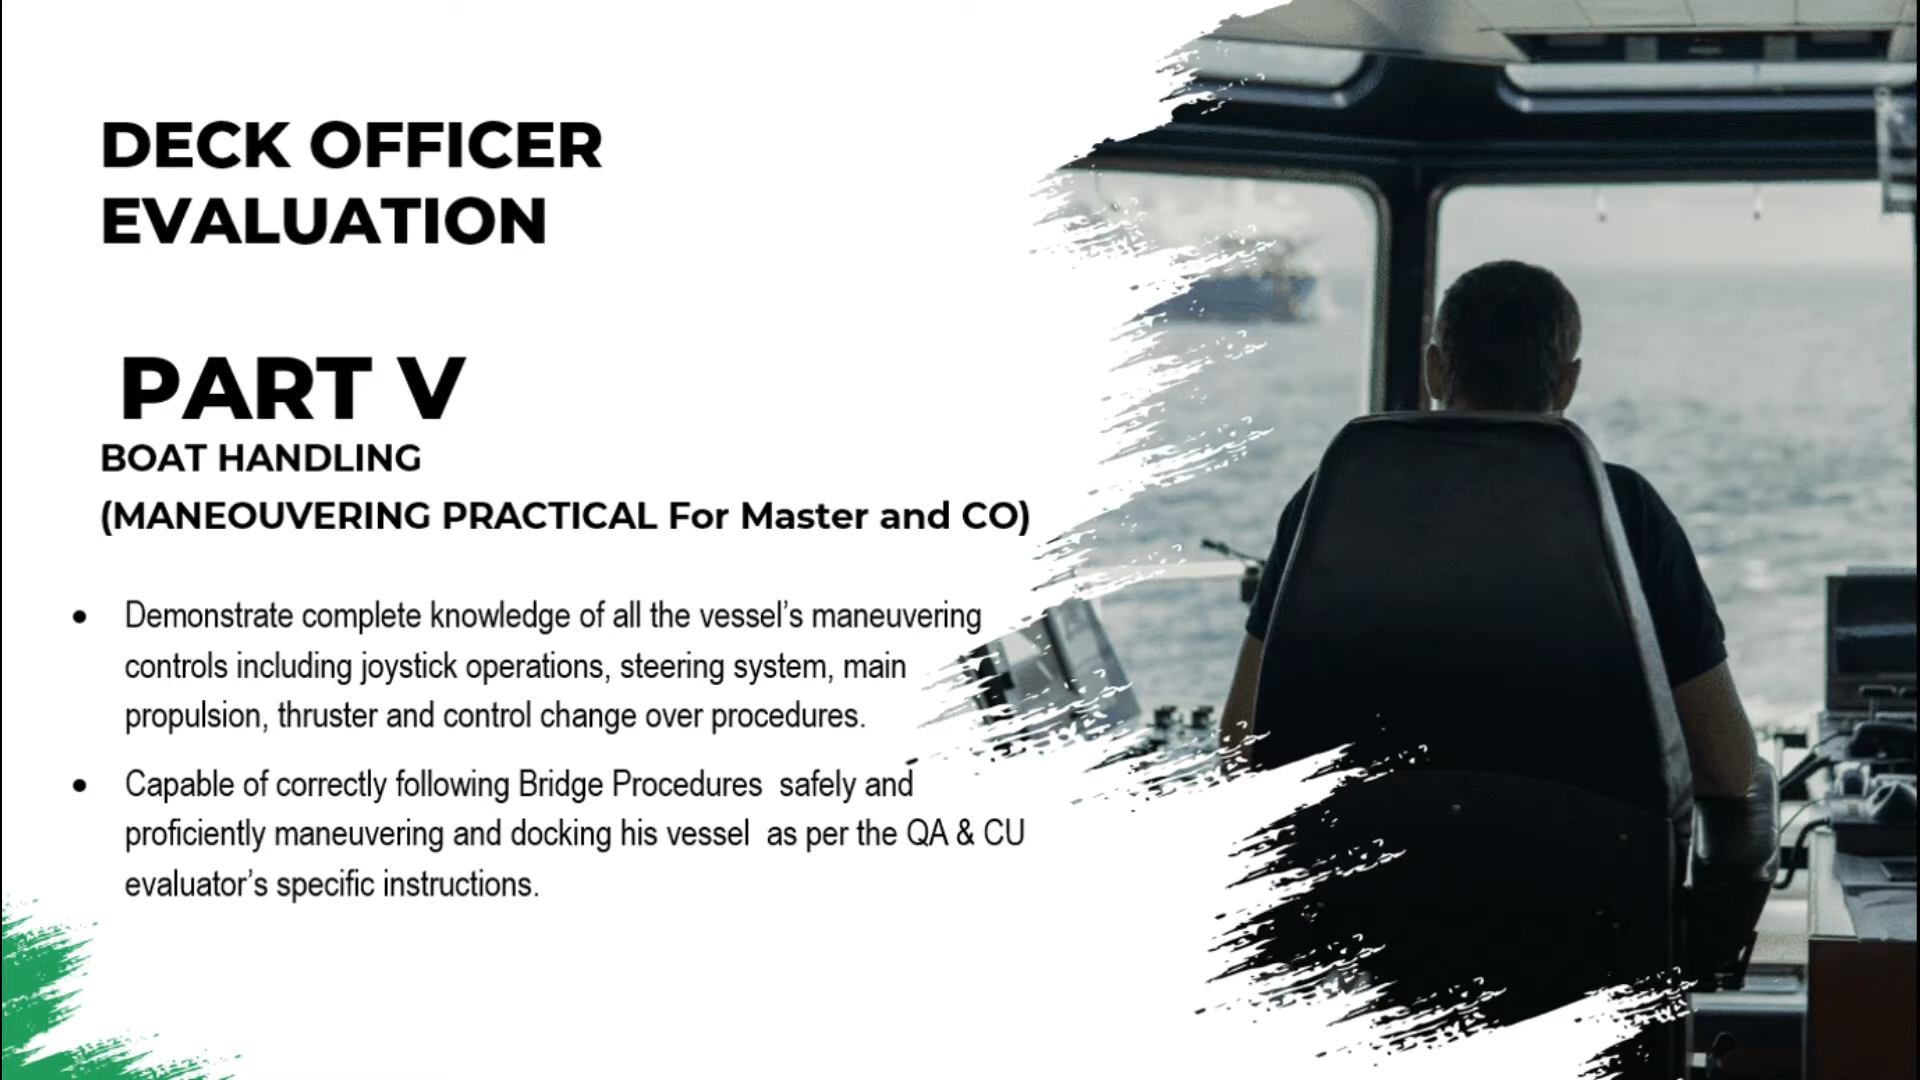 DECK OFFICER
EVALUATION
PART V
BOAT HANDLING
(MANEOUVERING PRACTICAL For Master and CO)
• Demonstrate complete knowledge of all the vessel’s maneuvering
controls including joystick operations, steering system, main
propulsion, thruster and control change over procedures.
• Capable of correctly following Bridge Procedures  safely and
proficiently maneuvering and docking his vessel  as per the QA & CU
evaluator’s specific instructions.